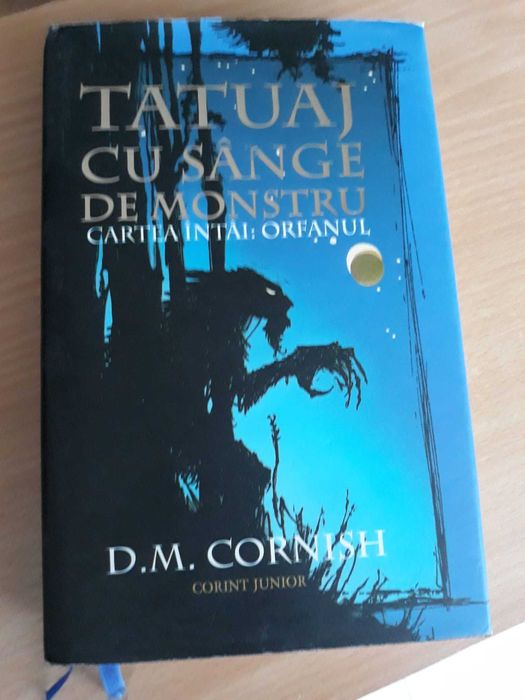 TATUAJ
CU SÂNGE
DE MONSTRU
CARTEA ÎNTÂI: ORFANUL
D.M. CORNISH
CORINT JUNIOR